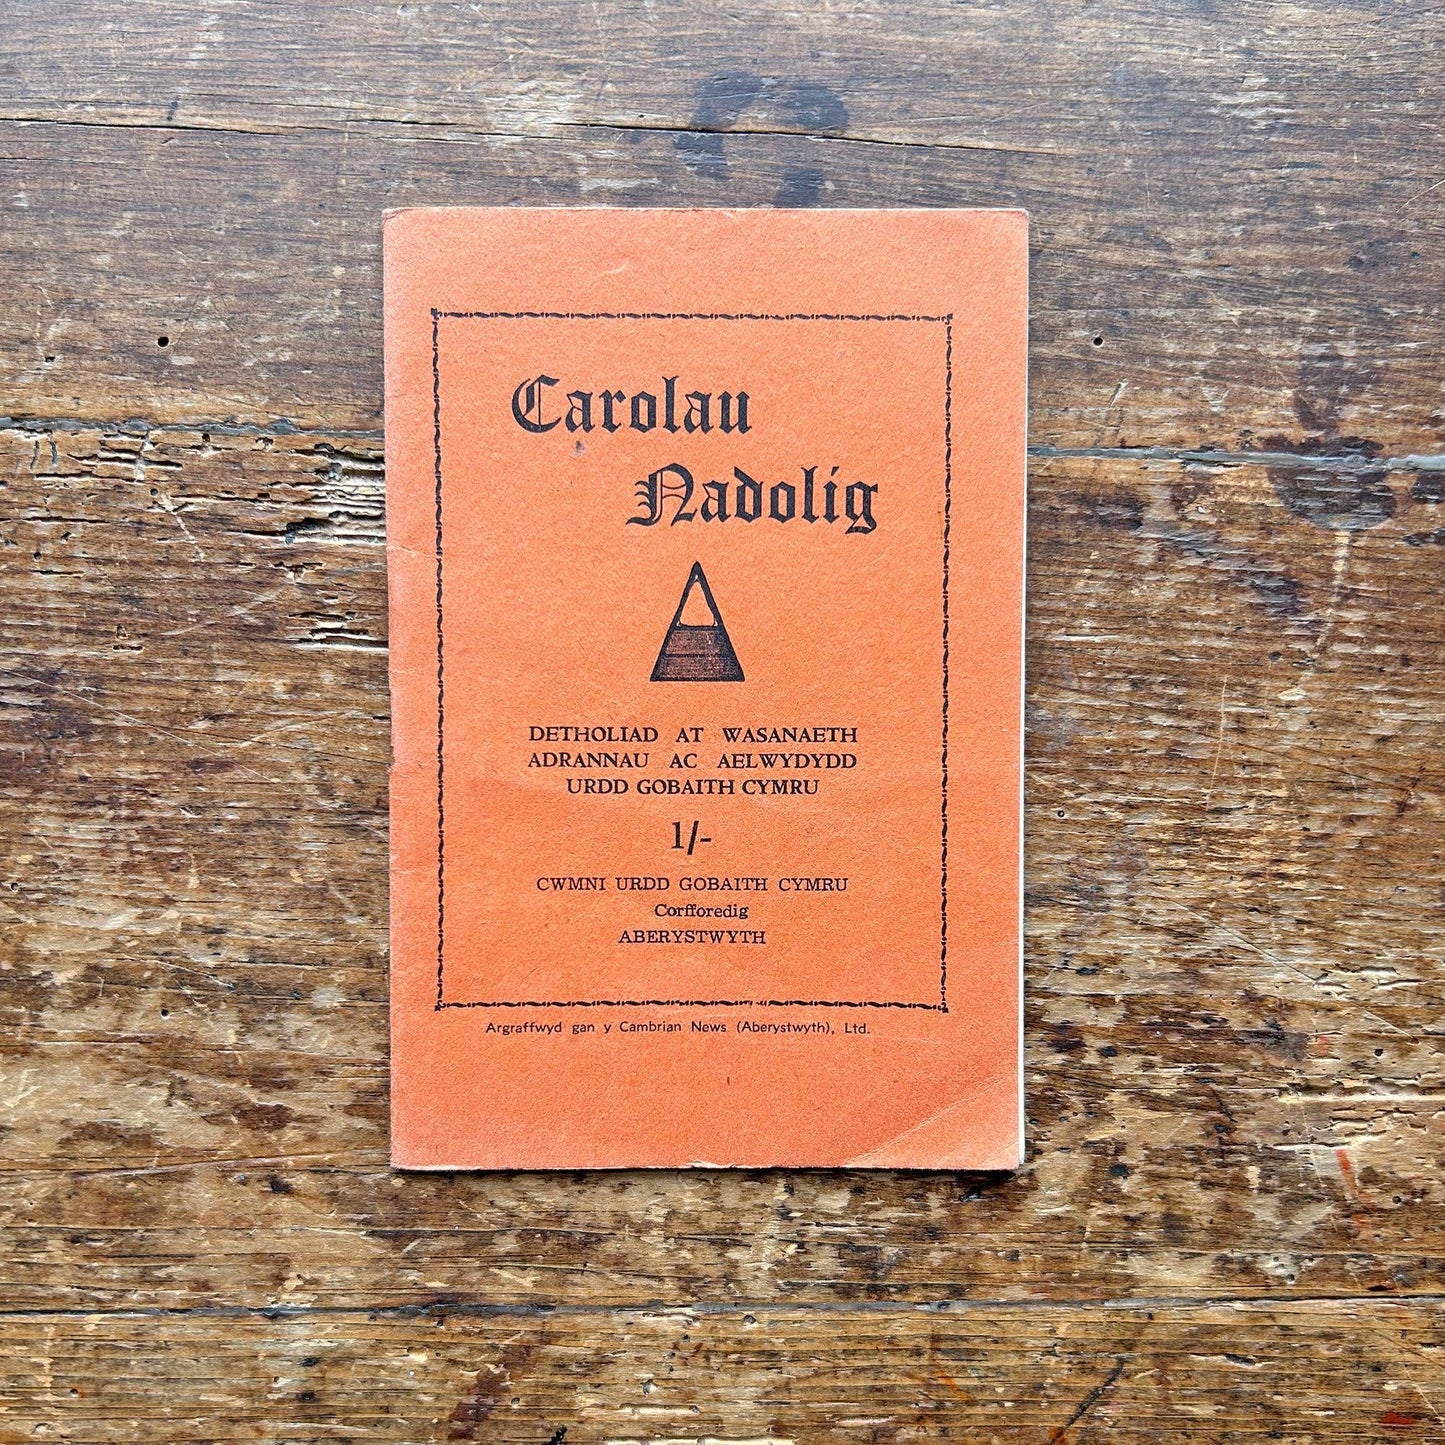 Carolau
Nadolig
DETHOLIAD AT WASANAETH
ADRANNAU AC AELWYDYDD
URDD GOBAITH CYMRU
1/-
CWMNI URDD GOBAITH CYMRU
Corfforedig
ABERYSTWYTH
Argraffwyd gan y Cambrian News (Aberystwyth), Ltd.